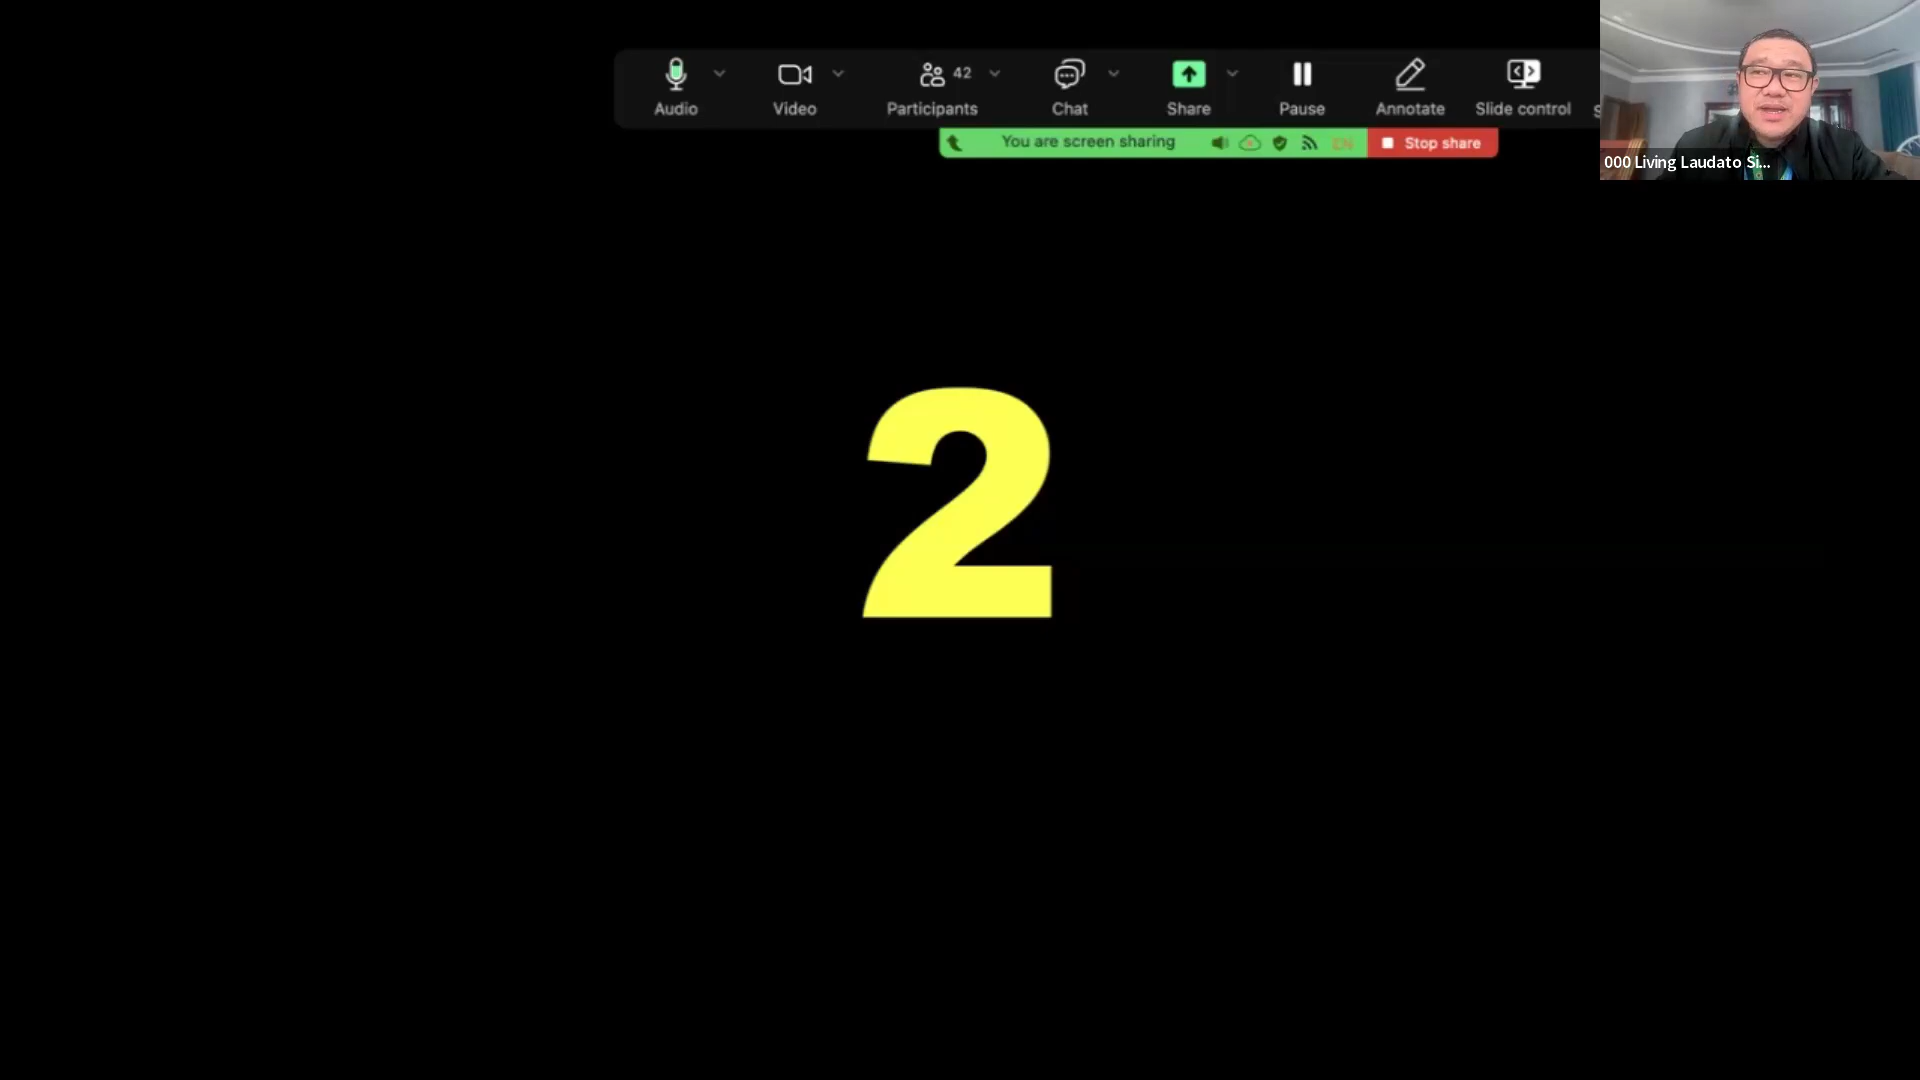 42
Audio
Video
Participants
Chat
Share
Pause
Annotate
Slide control
You are screen sharing
EN
Stop share
000 Living Laudato Si...
2